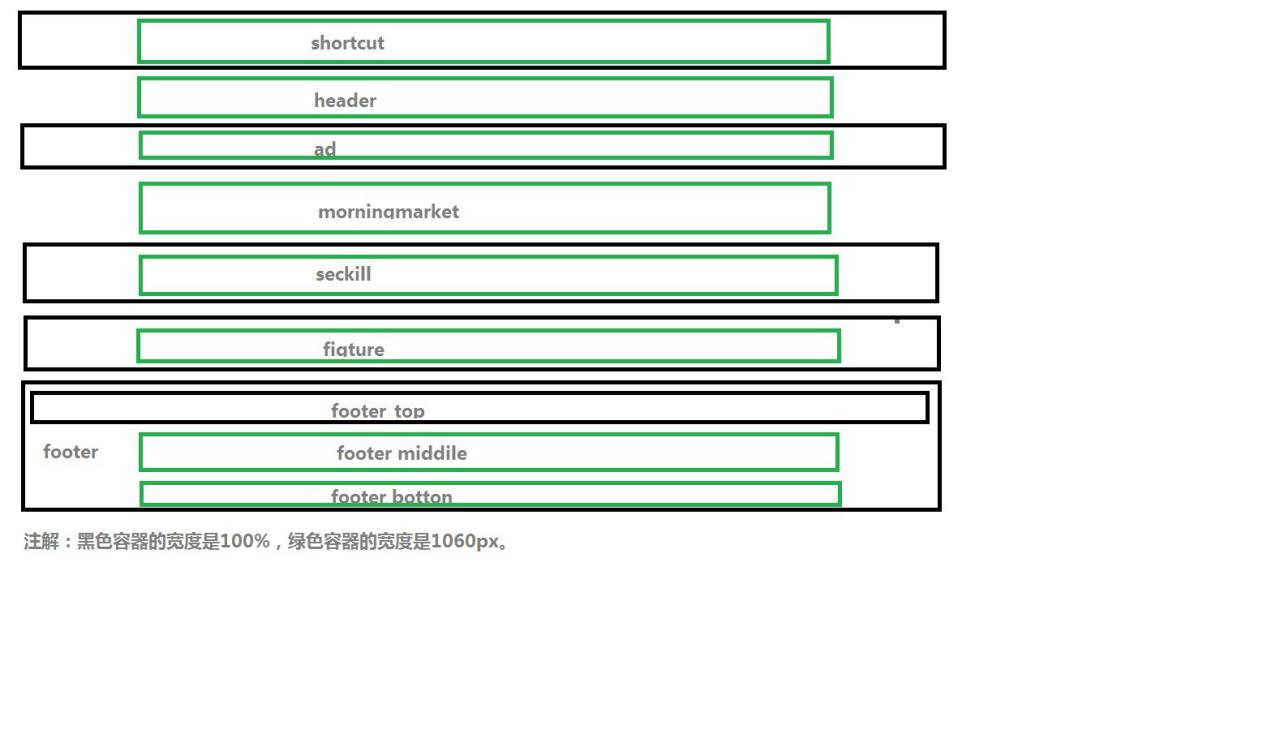 shortcut
header
ad
morningmarket
seckill
figture
footer_top
footer
footer middile
footer botton
注解：黑色容器的宽度是100%，绿色容器的宽度是1060px。